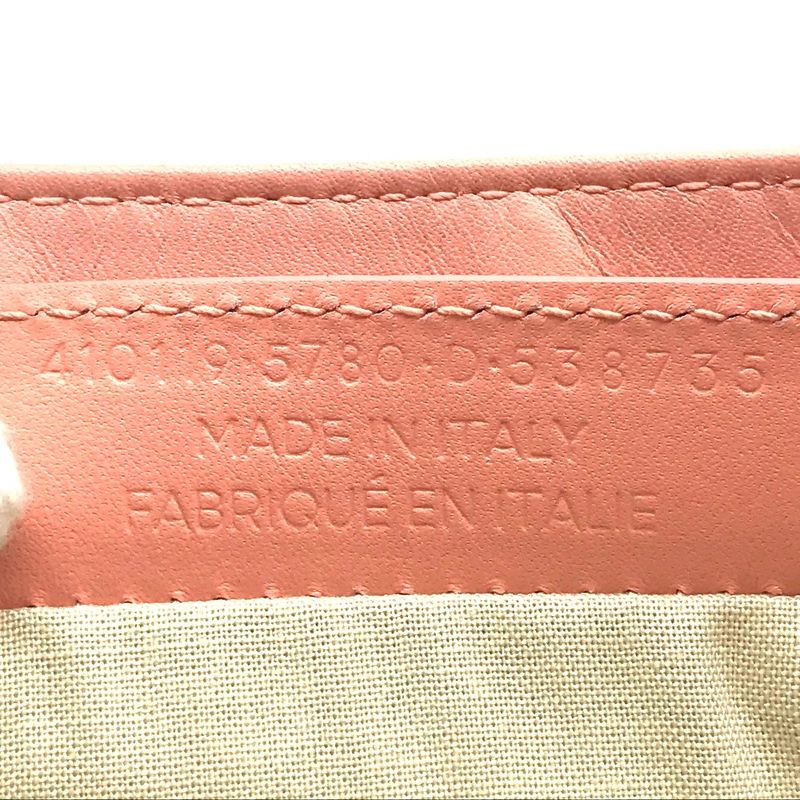 410119·5780·D·538735
MADE IN ITALY
FABRIQUÉ EN ITALIE